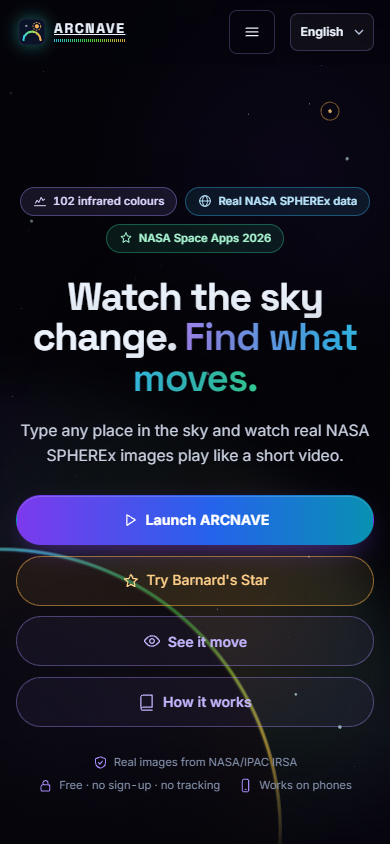 ARCNAVE
English
102 infrared colours
Real NASA SPHEREx data
NASA Space Apps 2026
Watch the sky
change. Find what
moves.
Type any place in the sky and watch real NASA
SPHEREx images play like a short video.
Launch ARCNAVE
Try Barnard's Star
See it move
How it works
Real images from NASA/IPAC IRSA
Free · no sign-up · no tracking
Works on phones